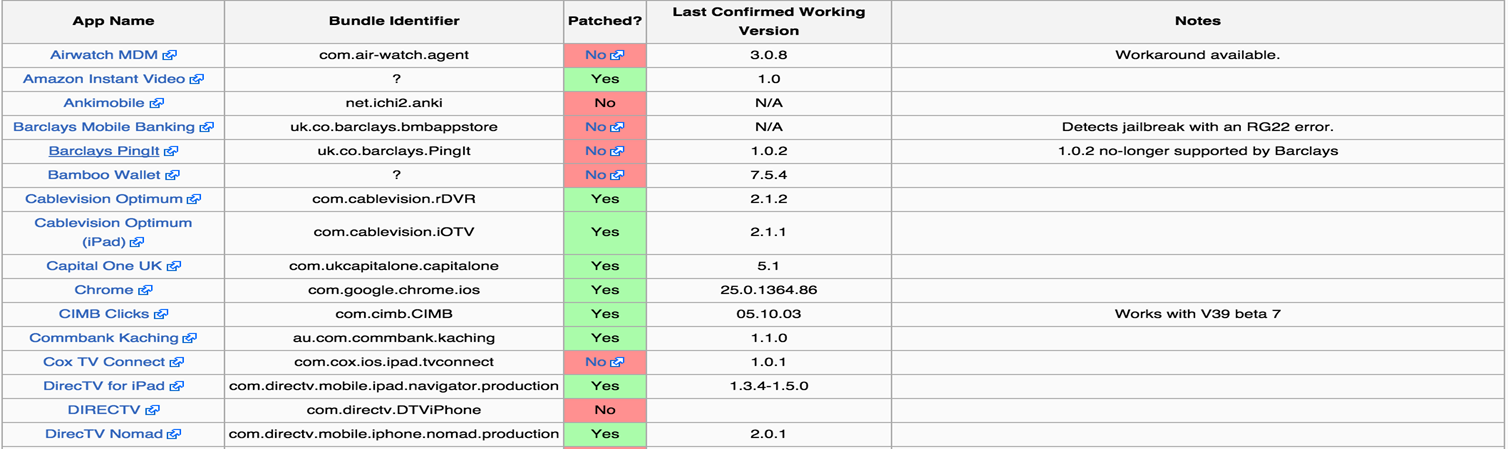 App Name Bundle Identifier Patched? Last Confirmed Working Version Notes
Airwatch MDM com.air-watch.agent No 3.0.8 Workaround available.
Amazon Instant Video ? Yes 1.0
Ankimobile net.ichi2.anki No N/A
Barclays Mobile Banking uk.co.barclays.bmbappstore No N/A Detects jailbreak with an RG22 error.
Barclays PingIt uk.co.barclays.PingIt No 1.0.2 1.0.2 no-longer supported by Barclays
Bamboo Wallet ? No 7.5.4
Cablevision Optimum com.cablevision.rDVR Yes 2.1.2
Cablevision Optimum (iPad) com.cablevision.iOTV Yes 2.1.1
Capital One UK com.ukcapitalone.capitalone Yes 5.1
Chrome com.google.chrome.ios Yes 25.0.1364.86
CIMB Clicks com.cimb.CIMB Yes 05.10.03 Works with V39 beta 7
Commbank Kaching au.com.commbank.kaching Yes 1.1.0
Cox TV Connect com.cox.ios.ipad.tvconnect No 1.0.1
DirecTV for iPad com.directv.mobile.ipad.navigator.production Yes 1.3.4-1.5.0
DIRECTV com.directv.DTViPhone No
DirecTV Nomad com.directv.mobile.iphone.nomad.production Yes 2.0.1